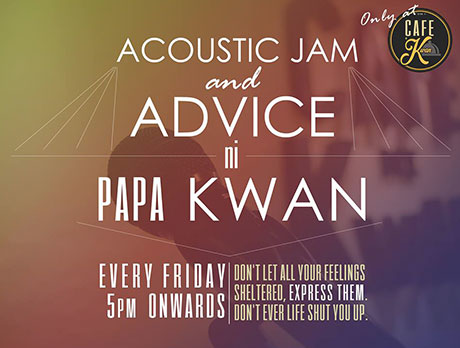 Only at
CAFE
Kwan
ACOUSTIC JAM
and
ADVICE
ni
PAPA KWAN
EVERY FRIDAY
5PM ONWARDS
DON'T LET ALL YOUR FEELINGS
SHELTERED, EXPRESS THEM.
DON'T EVER LIFE SHUT YOU UP.